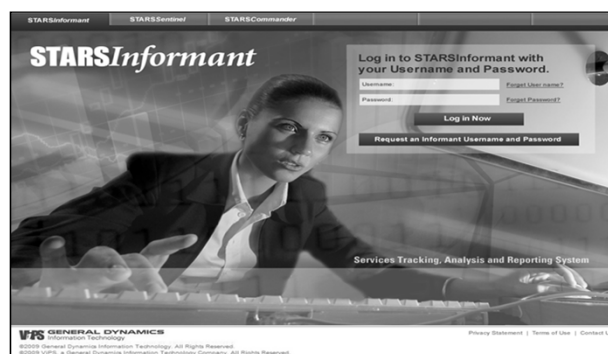 STARSInformant STARSSentinel STARSCommander
STARSInformant
Log in to STARSInformant with
your Username and Password.
Username: Forgot User name?
Password: Forgot Password?
Log in Now
Request an Informant Username and Password
Services Tracking, Analysis and Reporting System
ViPS GENERAL DYNAMICS
Information Technology
Privacy Statement | Terms of Use | Contact U
©2009 General Dynamics Information Technology. All Rights Reserved.
©2009 ViPS, a General Dynamics Information Technology Company. All Rights Reserved.